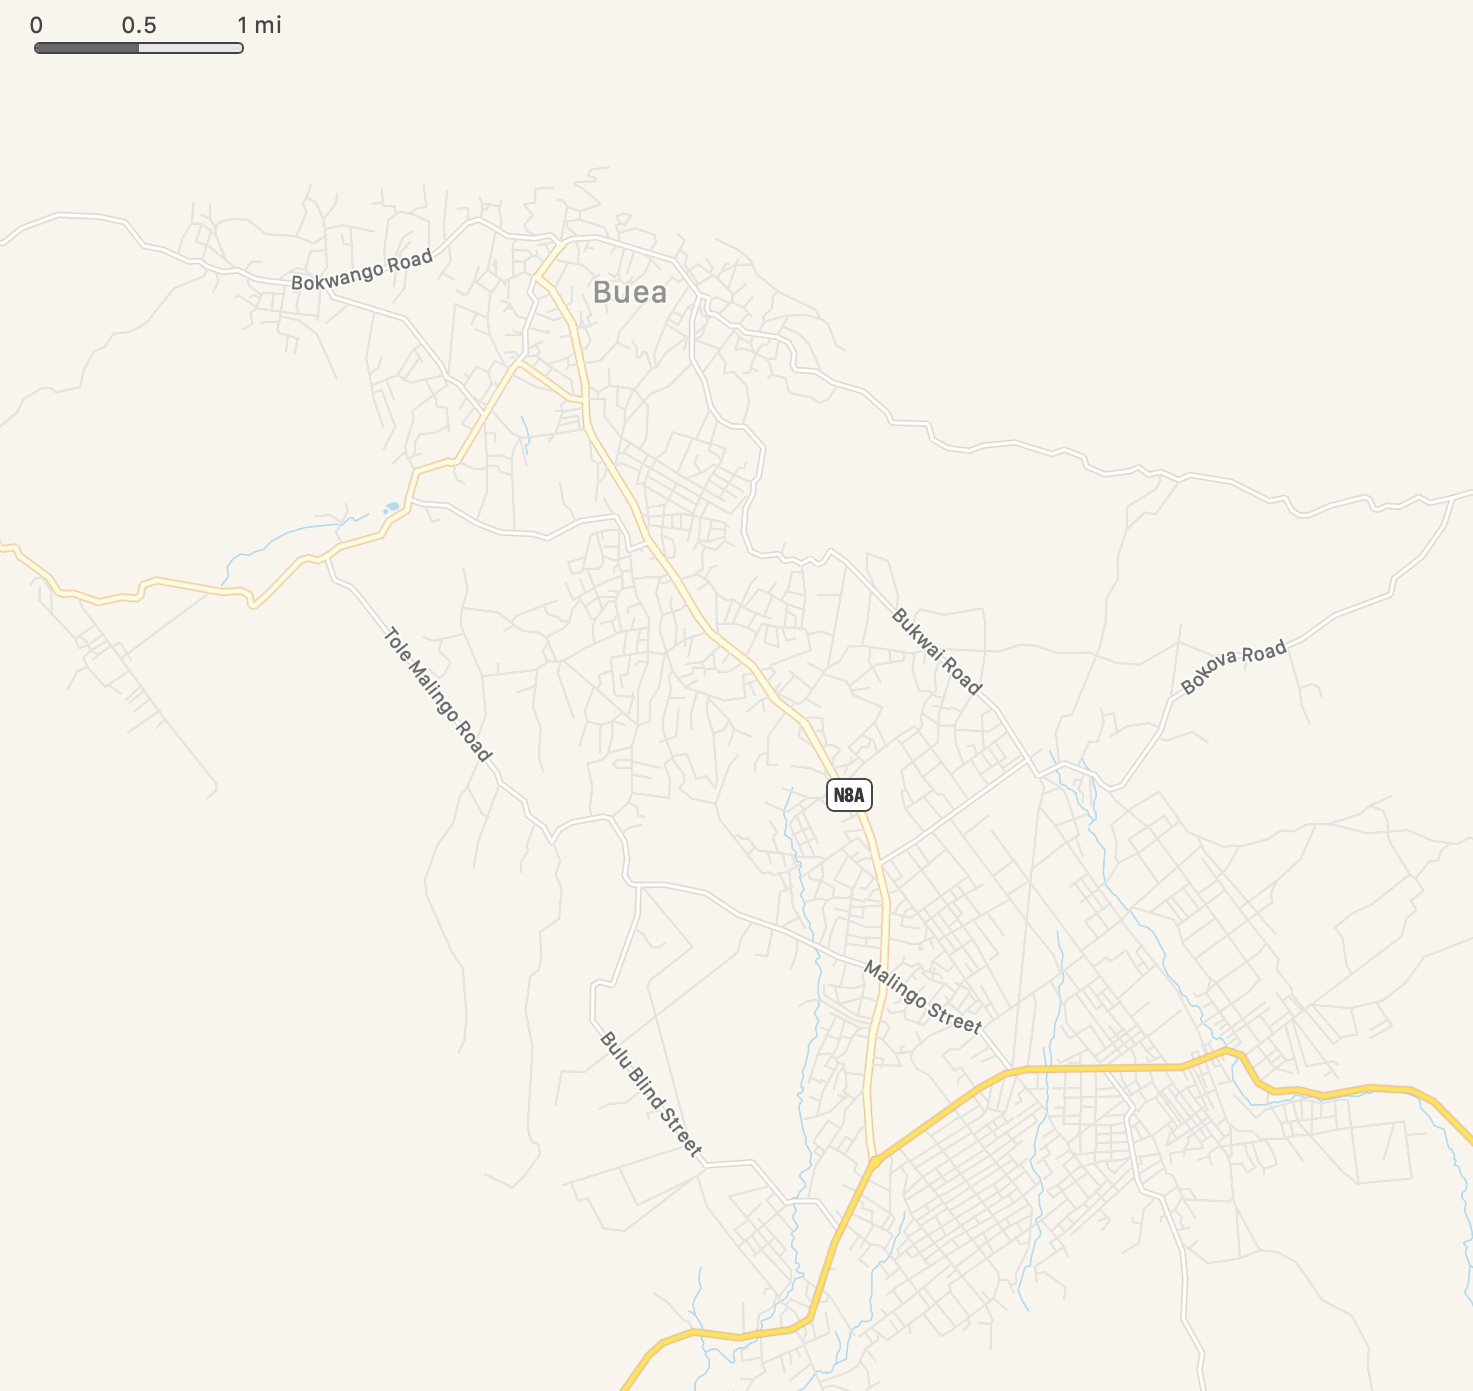 0 0.5 1 mi
Bokwango Road
Buea
Bukwai Road
Tole Malingo Road
Bokova Road
N8A
Malingo Street
Bulu Blind Street